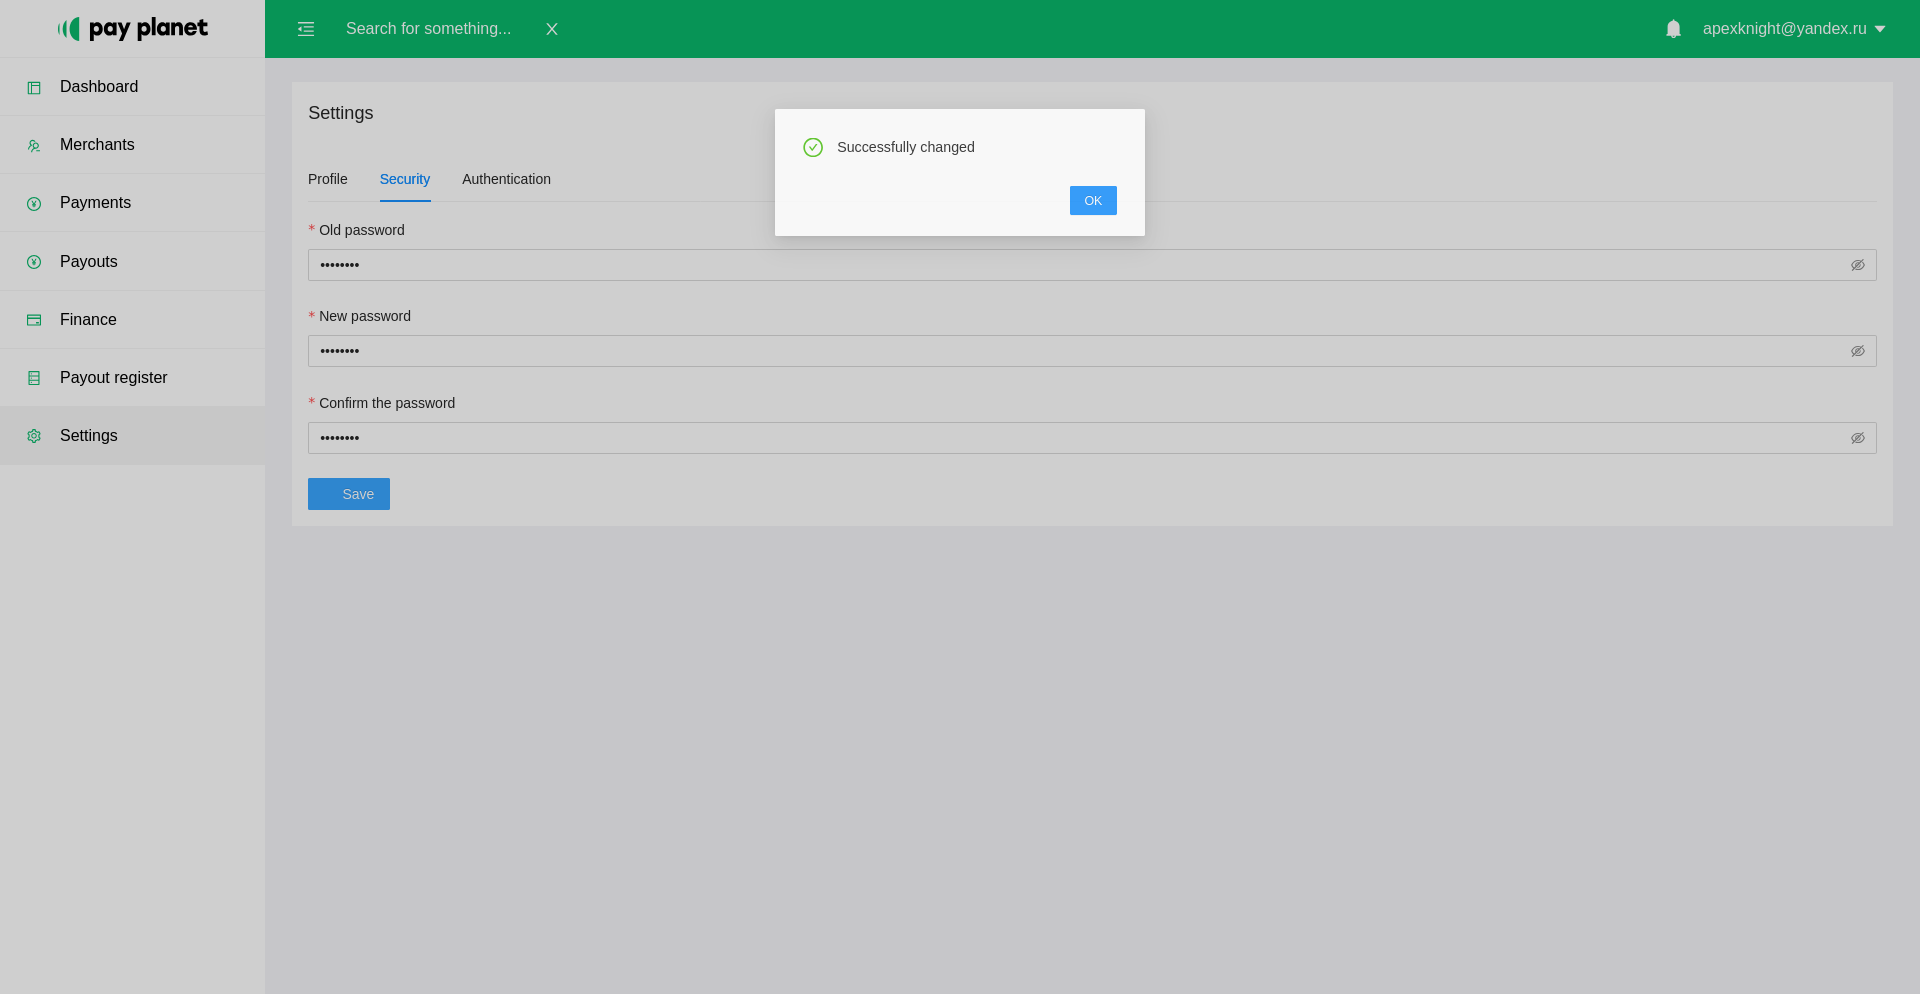 pay planet
Search for something...
apexknight@yandex.ru
Dashboard
Merchants
Payments
Payouts
Finance
Payout register
Settings
Settings
Successfully changed
OK
Profile
Security
Authentication
* Old password
••••••••
* New password
••••••••
* Confirm the password
••••••••
Save